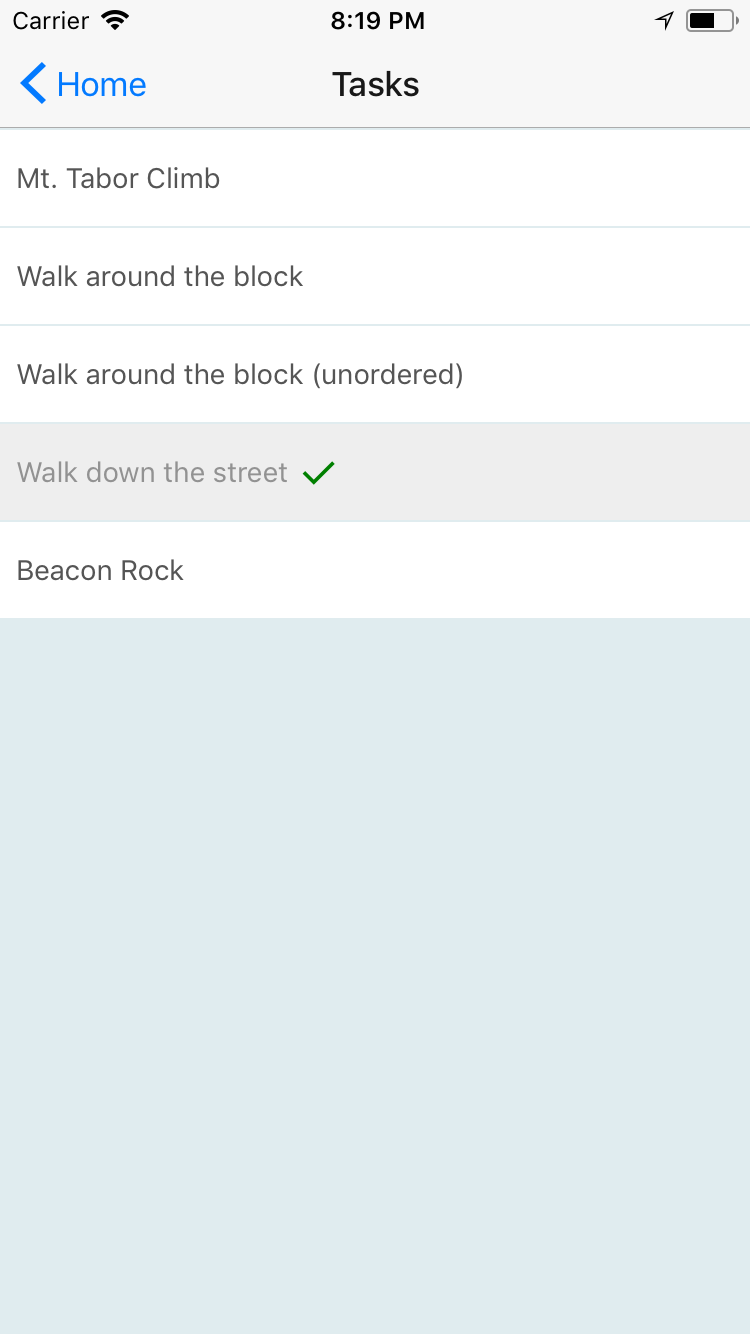 Carrier 8:19 PM
Home Tasks
Mt. Tabor Climb
Walk around the block
Walk around the block (unordered)
Walk down the street
Beacon Rock